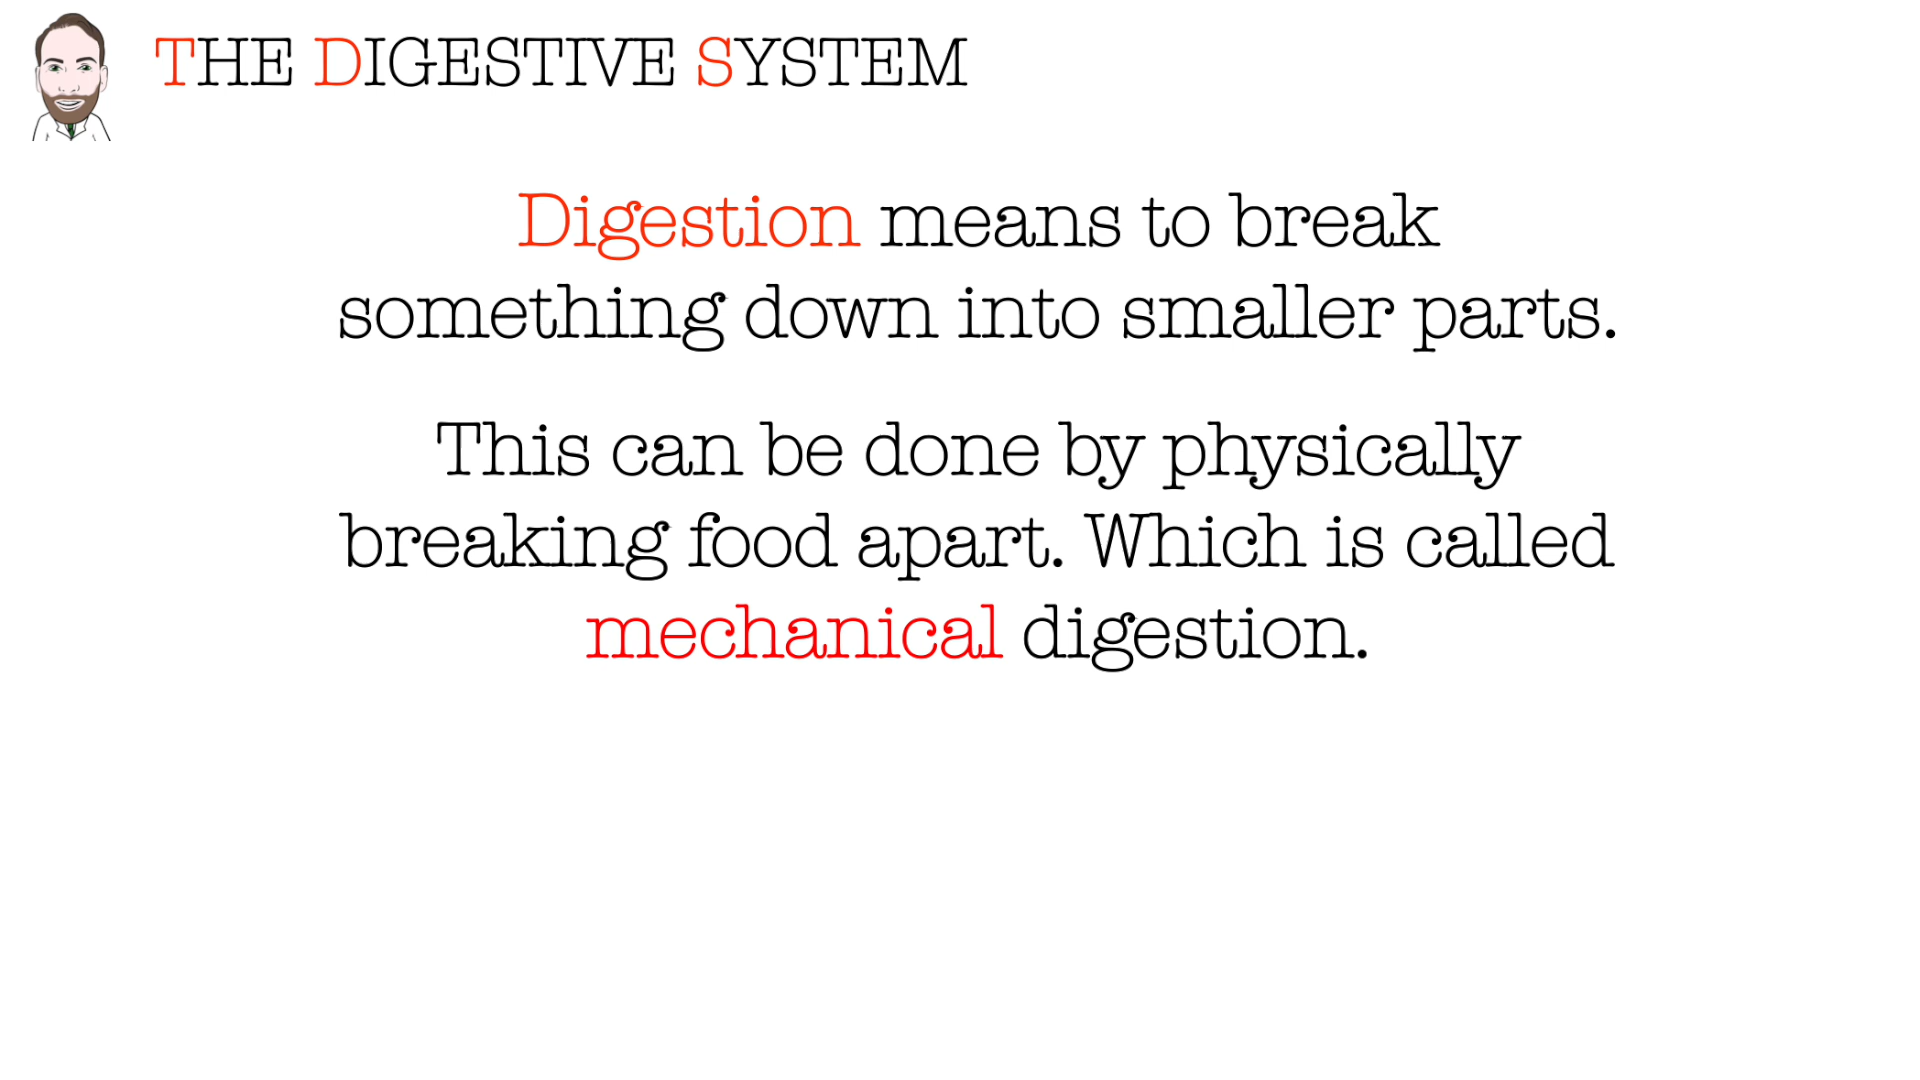 THE DIGESTIVE SYSTEM
Digestion means to break
something down into smaller parts.
This can be done by physically
breaking food apart. Which is called
mechanical digestion.